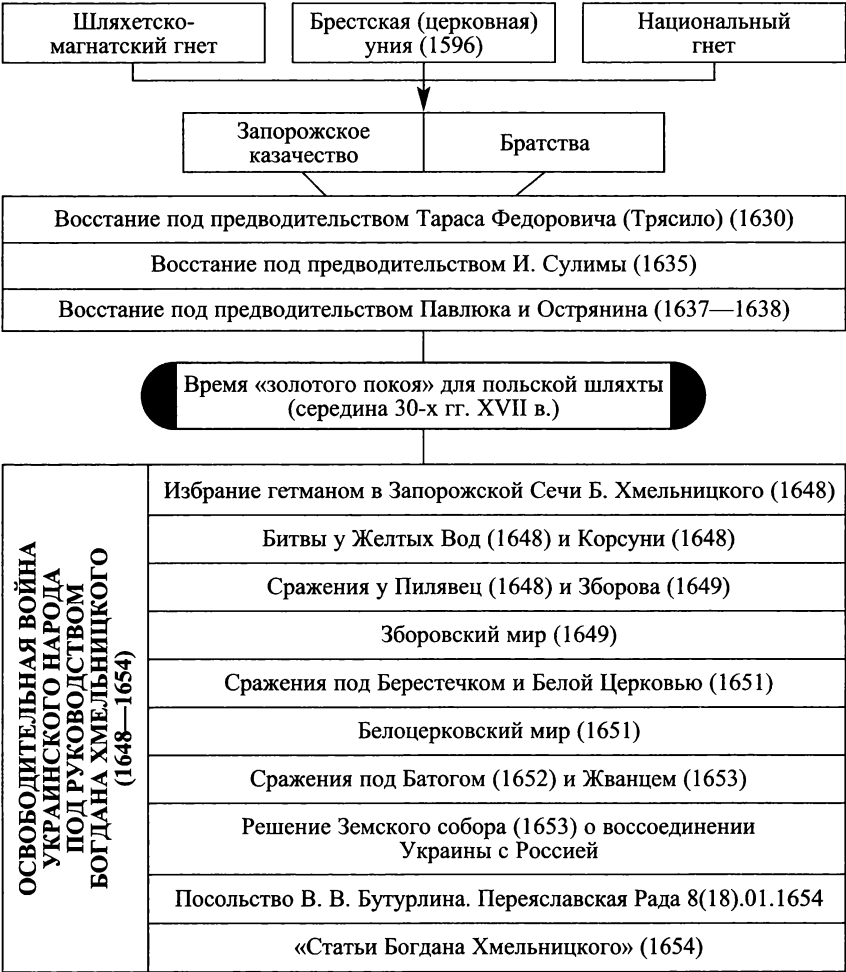 Шляхетско-
магнатский гнет
Брестская (церковная)
уния (1596)
Национальный
гнет
Запорожское
казачество
Братства
Восстание под предводительством Тараса Федоровича (Трясило) (1630)
Восстание под предводительством И. Сулимы (1635)
Восстание под предводительством Павлюка и Острянина (1637—1638)
Время «золотого покоя» для польской шляхты
(середина 30-х гг. XVII в.)
ОСВОБОДИТЕЛЬНАЯ ВОЙНА
УКРАИНСКОГО НАРОДА
ПОД РУКОВОДСТВОМ
БОГДАНА ХМЕЛЬНИЦКОГО
(1648—1654)
Избрание гетманом в Запорожской Сечи Б. Хмельницкого (1648)
Битвы у Желтых Вод (1648) и Корсуни (1648)
Сражения у Пилявец (1648) и Зборова (1649)
Зборовский мир (1649)
Сражения под Берестечком и Белой Церковью (1651)
Белоцерковский мир (1651)
Сражения под Батогом (1652) и Жванцем (1653)
Решение Земского собора (1653) о воссоединении
Украины с Россией
Посольство В. В. Бутурлина. Переяславская Рада 8(18).01.1654
«Статьи Богдана Хмельницкого» (1654)